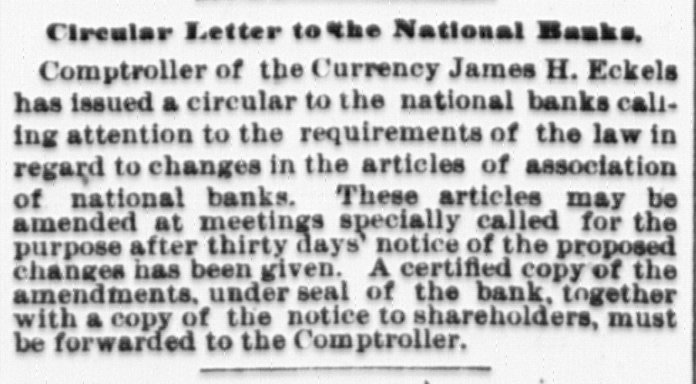 Circular Letter to the National Banks.
Comptroller of the Currency James H. Eckels
has issued a circular to the national banks call-
ing attention to the requirements of the law in
regard to changes in the articles of association
of national banks. These articles may be
amended at meetings specially called for the
purpose after thirty days' notice of the proposed
changes has been given. A certified copy of the
amendments, under seal of the bank, together
with a copy of the notice to shareholders, must
be forwarded to the Comptroller.